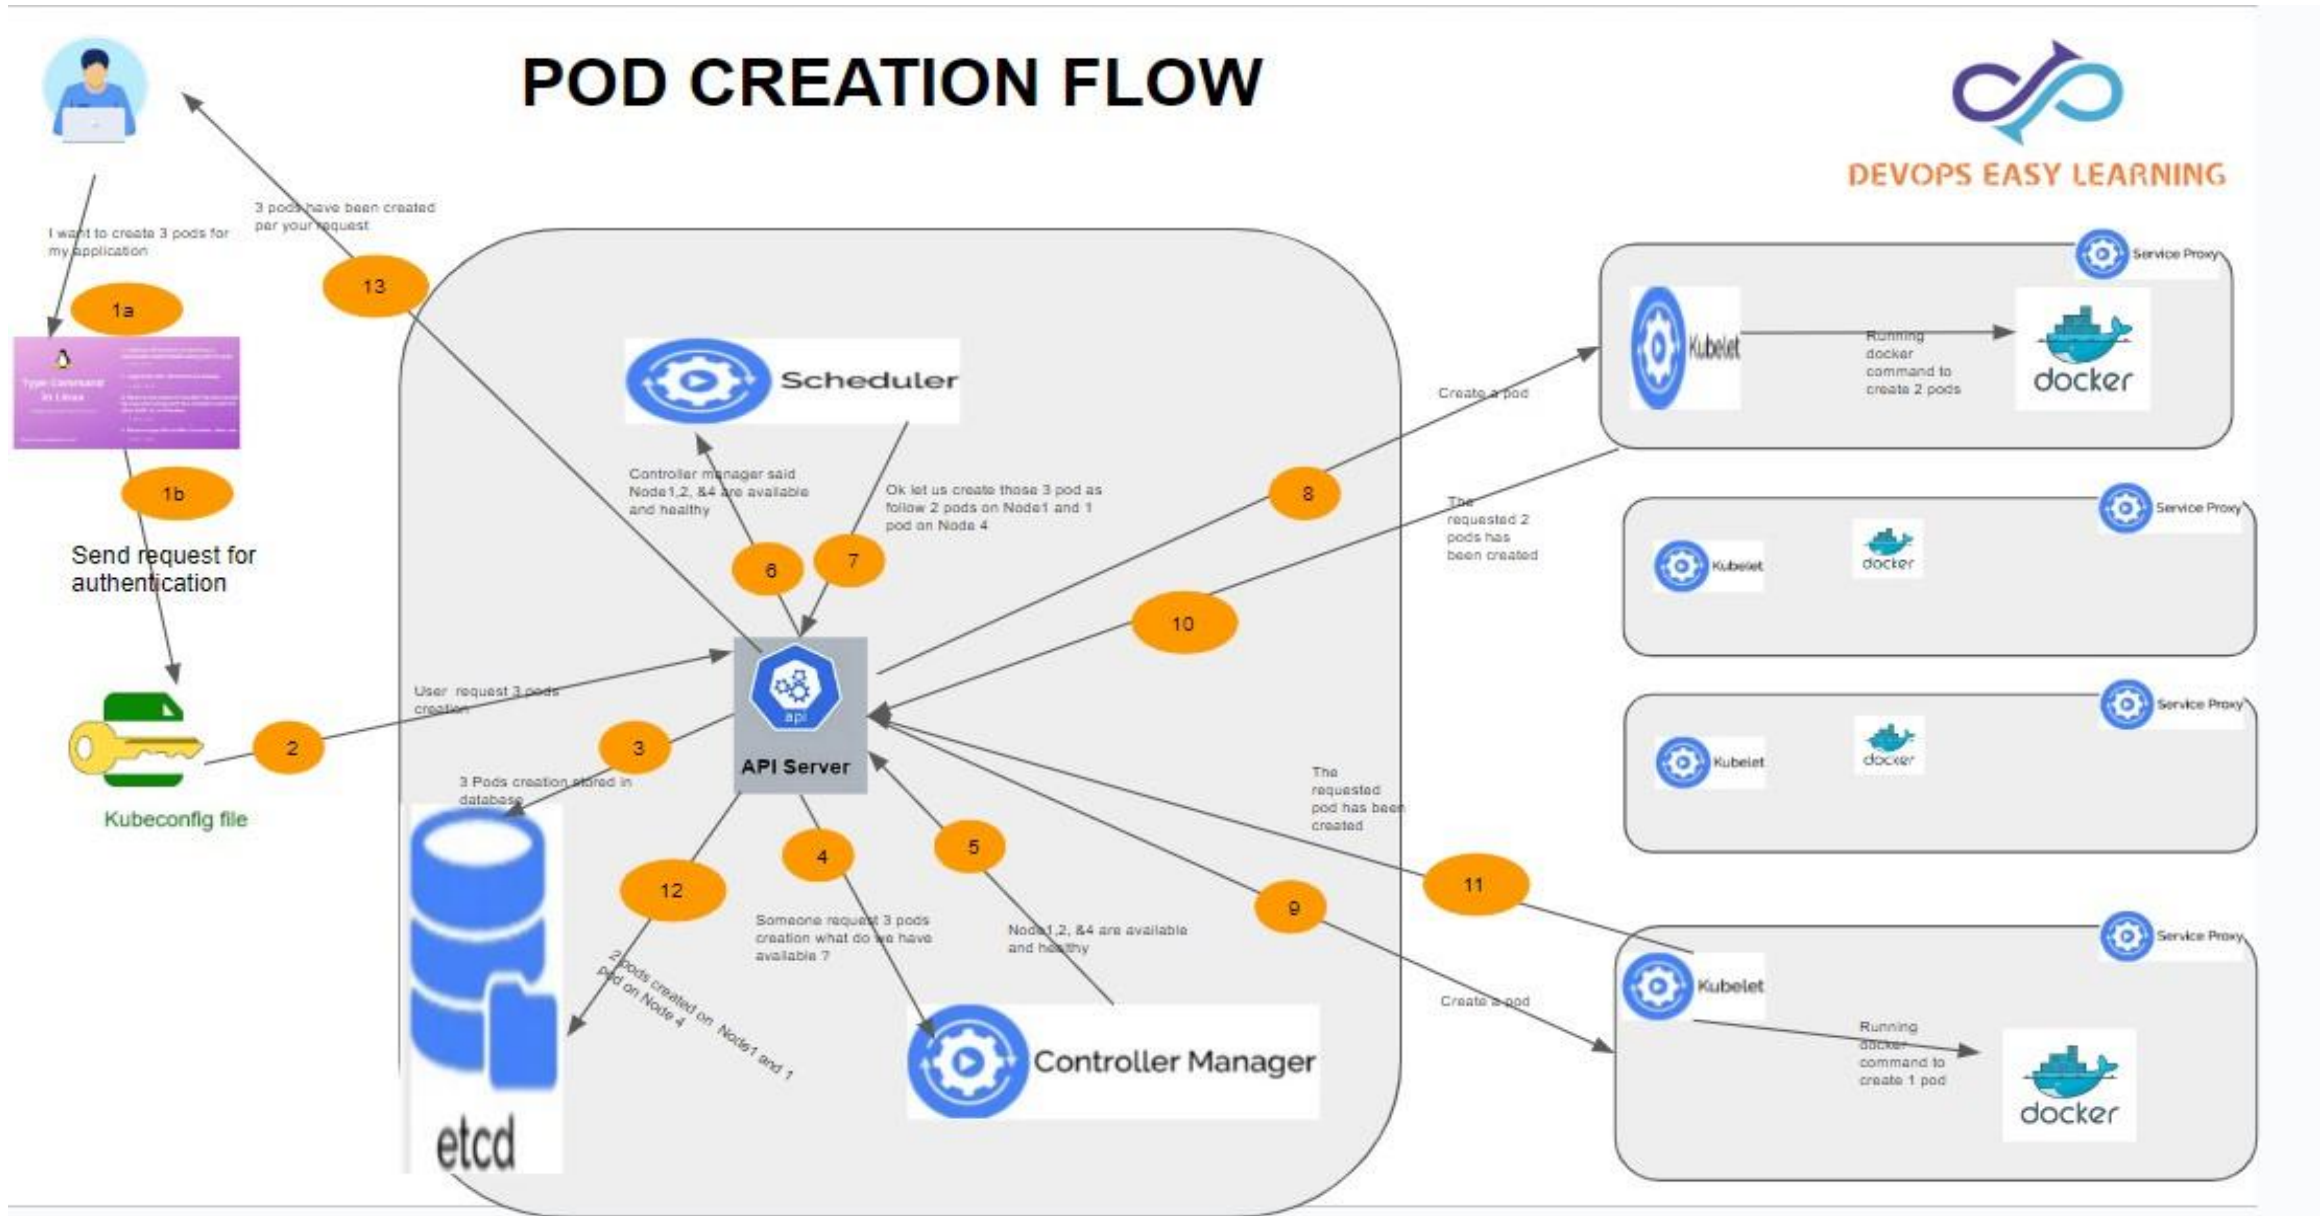 POD CREATION FLOW
DEVOPS EASY LEARNING
3 pods have been created
per your request
I want to create 3 pods for
my application
1a
13
Type Command
in Linux
1b
Send request for
authentication
Kubeconfig file
2
User request 3 pods
creation
Scheduler
Controller manager said
Node1,2, &4 are available
and healthy
Ok let us create those 3 pod as
follow 2 pods on Node1 and 1
pod on Node 4
6
7
api
API Server
3
3 Pods creation stored in
database
etcd
12
2 pods created on Node1 and 1
pod on Node 4
4
Someone request 3 pods
creation what do we have
available ?
5
Node1,2, &4 are available
and healthy
Controller Manager
8
Create a pod
10
The
requested 2
pods has
been created
The
requested
pod has been
created
11
9
Create a pod
Service Proxy
Kubelet
Running
docker
command to
create 2 pods
docker
Service Proxy
Kubelet
docker
Service Proxy
Kubelet
docker
Service Proxy
Kubelet
Running
docker
command to
create 1 pod
docker